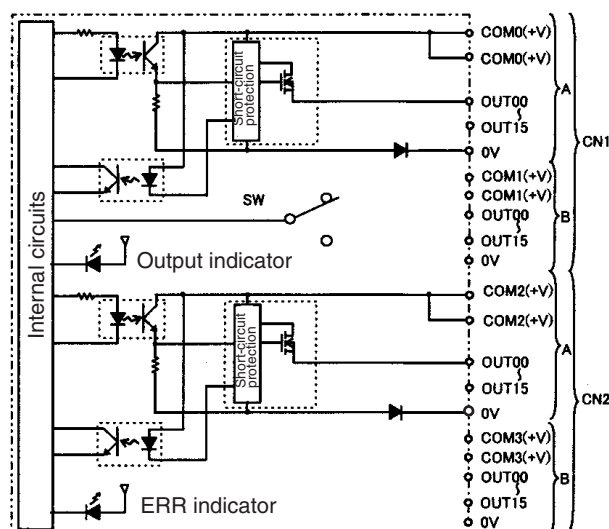 COM0(+V)
COM0(+V)
Short-circuit
protection
OUT00
A
OUT15
0V
CN1
COM1(+V)
COM1(+V)
SW
OUT00
B
OUT15
Internal circuits
Output indicator
0V
COM2(+V)
COM2(+V)
Short-circuit
protection
OUT00
A
OUT15
0V
CN2
COM3(+V)
COM3(+V)
OUT00
B
ERR indicator
OUT15
0V